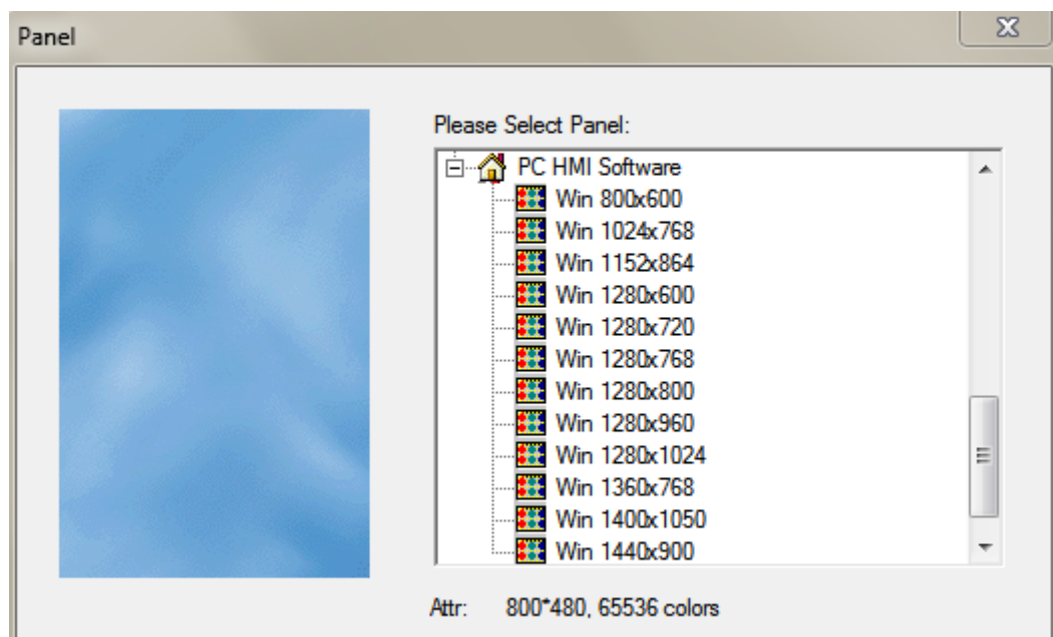 Panel
Please Select Panel:
PC HMI Software
Win 800x600
Win 1024x768
Win 1152x864
Win 1280x600
Win 1280x720
Win 1280x768
Win 1280x800
Win 1280x960
Win 1280x1024
Win 1360x768
Win 1400x1050
Win 1440x900
Attr: 800*480, 65536 colors